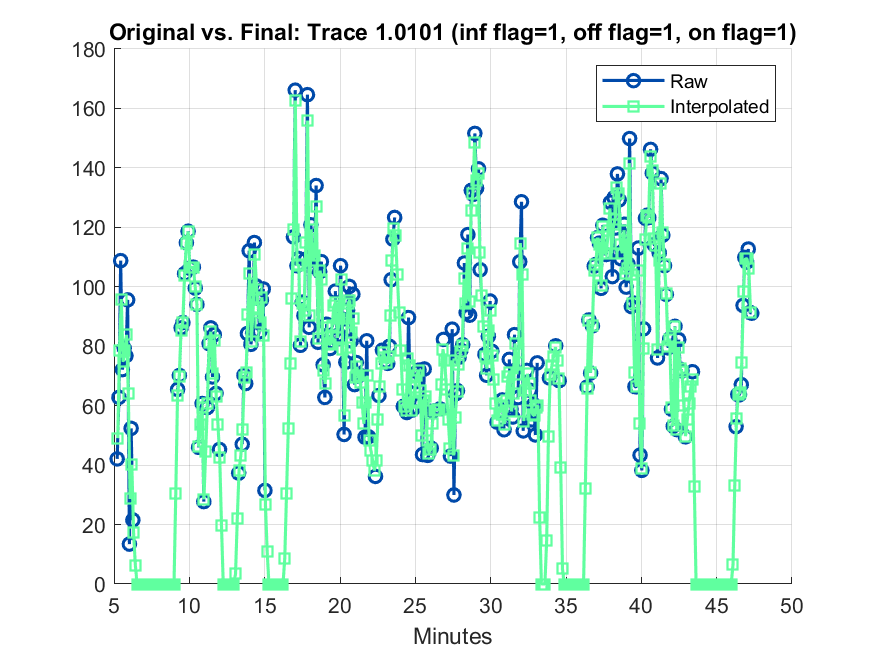 Original vs. Final: Trace 1.0101 (inf flag=1, off flag=1, on flag=1)
180
160
140
120
100
80
60
40
20
0
Raw
Interpolated
5 10 15 20 25 30 35 40 45 50
Minutes